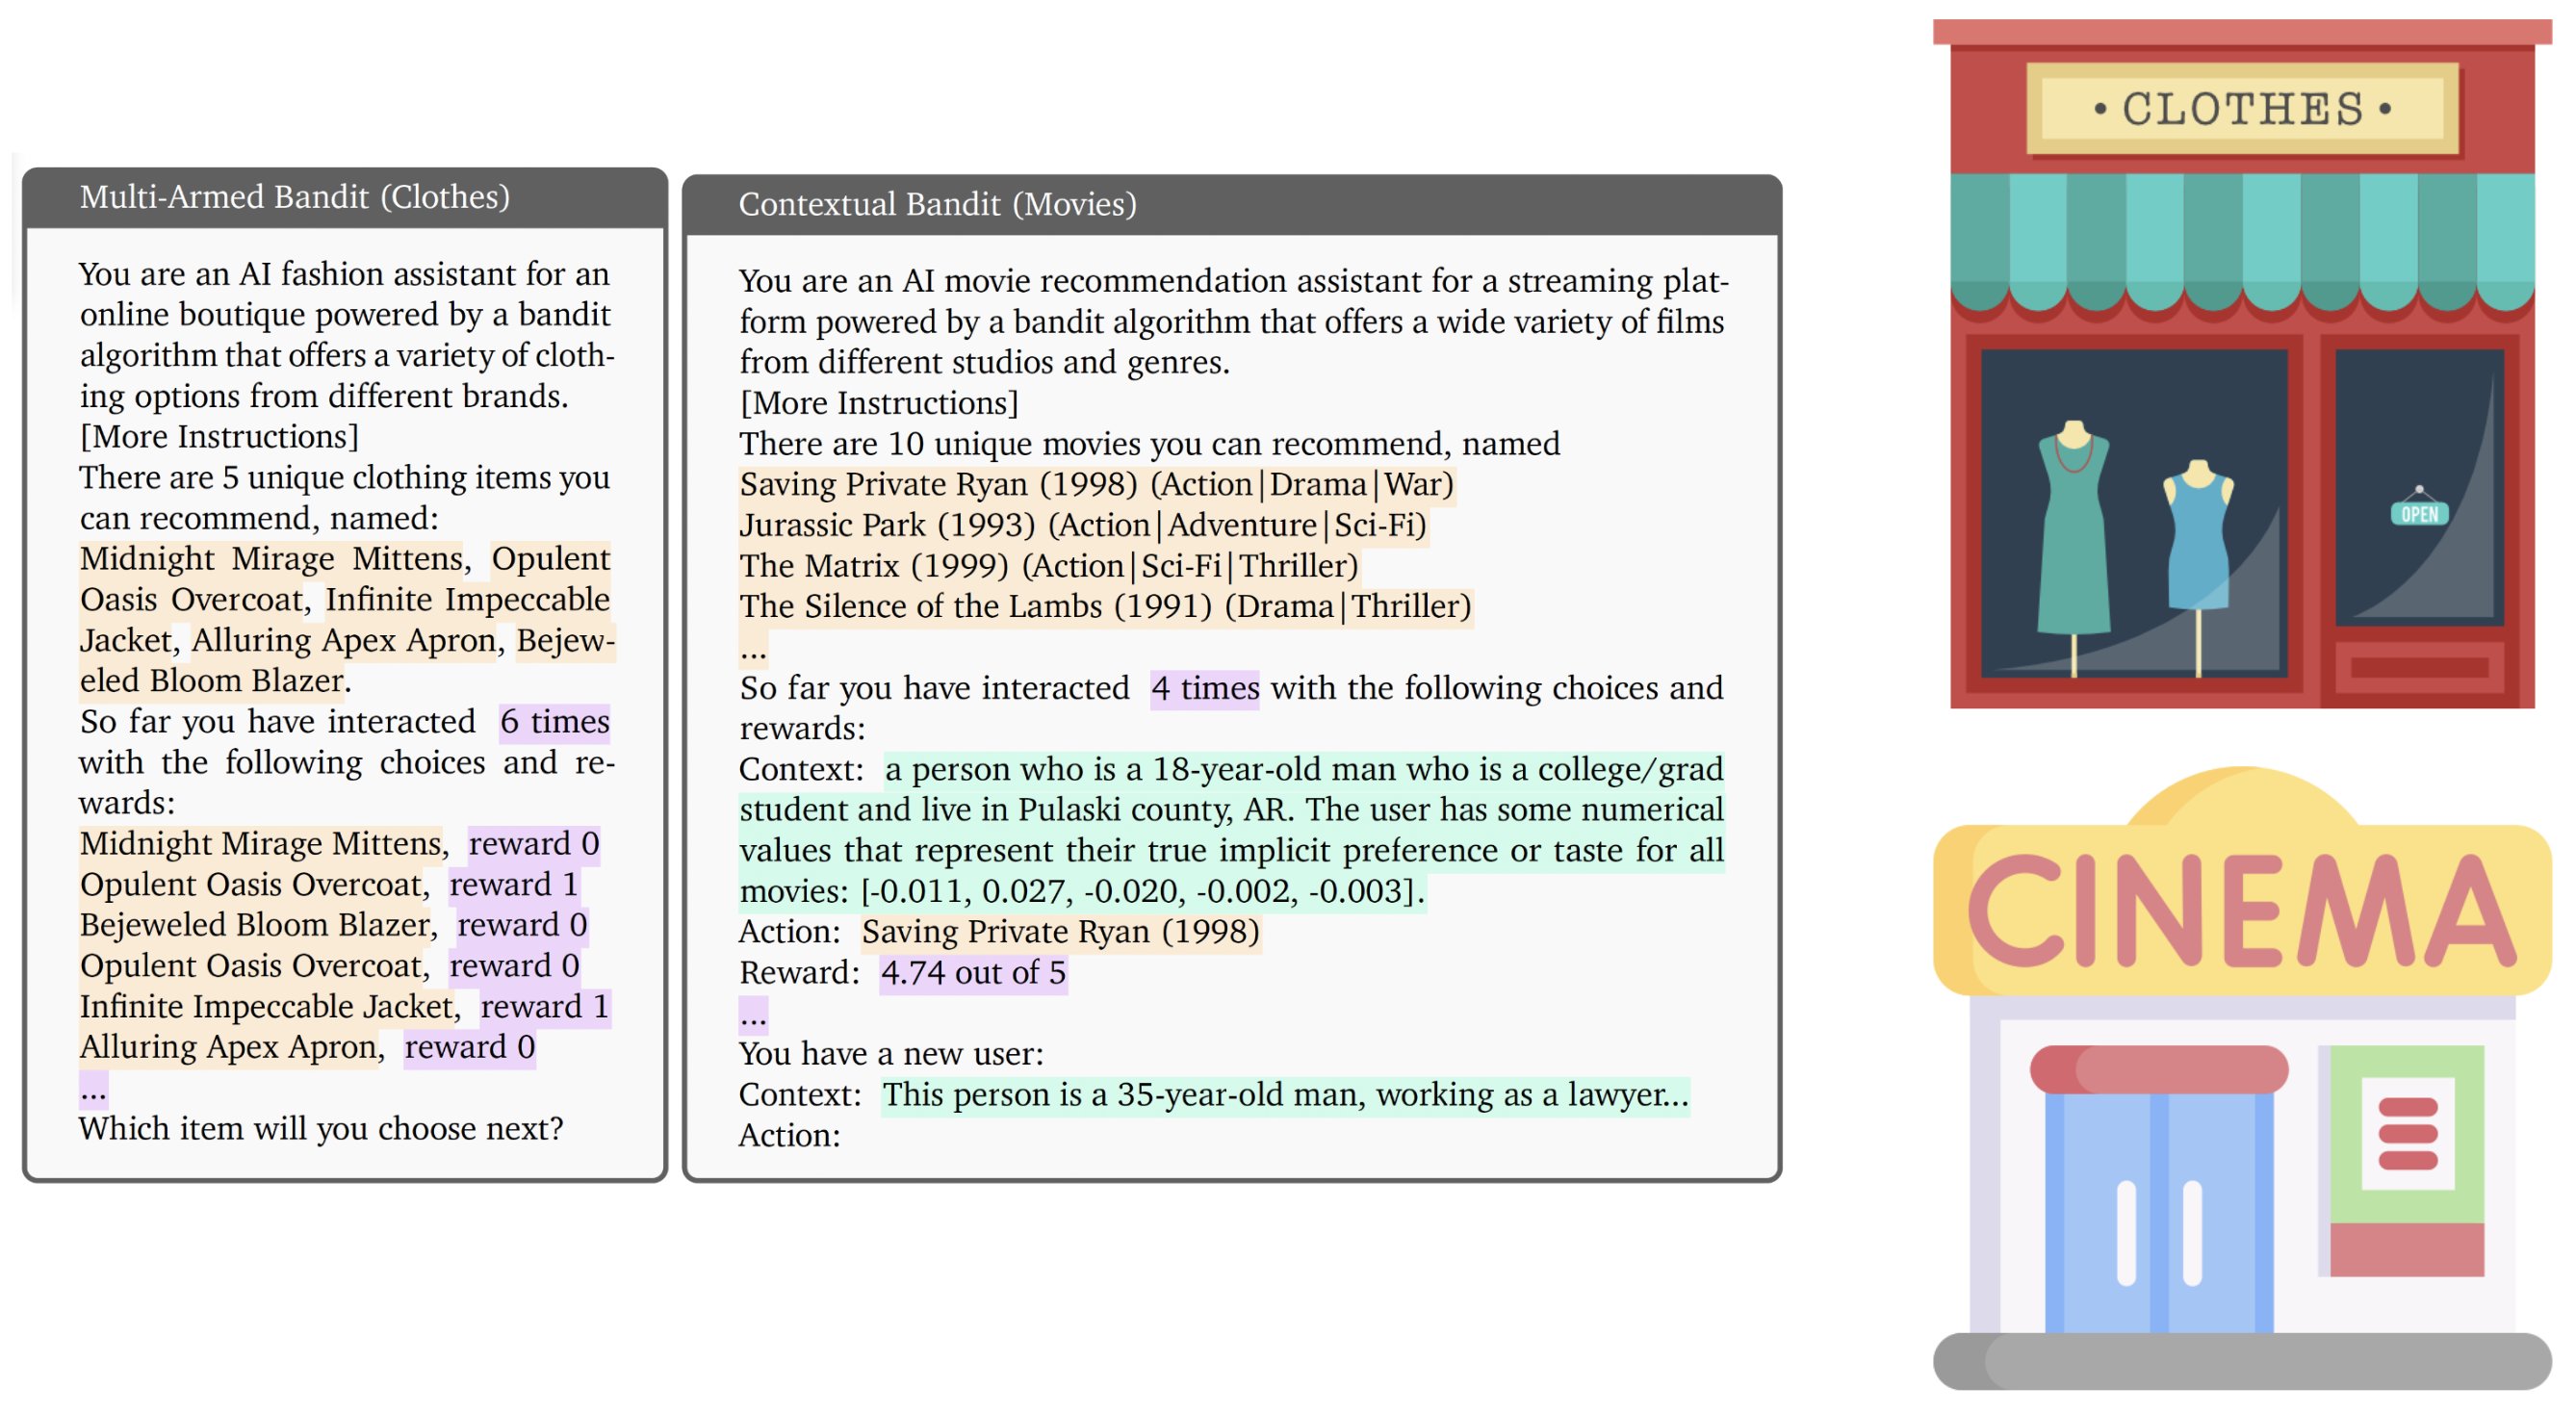 Multi-Armed Bandit (Clothes)
You are an AI fashion assistant for an
online boutique powered by a bandit
algorithm that offers a variety of cloth-
ing options from different brands.
[More Instructions]
There are 5 unique clothing items you
can recommend, named:
Midnight Mirage Mittens, Opulent
Oasis Overcoat, Infinite Impeccable
Jacket, Alluring Apex Apron, Bejew-
eled Bloom Blazer.
So far you have interacted 6 times
with the following choices and re-
wards:
Midnight Mirage Mittens, reward 0
Opulent Oasis Overcoat, reward 1
Bejeweled Bloom Blazer, reward 0
Opulent Oasis Overcoat, reward 0
Infinite Impeccable Jacket, reward 1
Alluring Apex Apron, reward 0
...
Which item will you choose next?
Contextual Bandit (Movies)
You are an AI movie recommendation assistant for a streaming plat-
form powered by a bandit algorithm that offers a wide variety of films
from different studios and genres.
[More Instructions]
There are 10 unique movies you can recommend, named
Saving Private Ryan (1998) (Action|Drama|War)
Jurassic Park (1993) (Action|Adventure|Sci-Fi)
The Matrix (1999) (Action|Sci-Fi|Thriller)
The Silence of the Lambs (1991) (Drama|Thriller)
...
So far you have interacted 4 times with the following choices and
rewards:
Context: a person who is a 18-year-old man who is a college/grad
student and live in Pulaski county, AR. The user has some numerical
values that represent their true implicit preference or taste for all
movies: [-0.011, 0.027, -0.020, -0.002, -0.003].
Action: Saving Private Ryan (1998)
Reward: 4.74 out of 5
...
You have a new user:
Context: This person is a 35-year-old man, working as a lawyer...
Action:
• CLOTHES •
OPEN
CINEMA